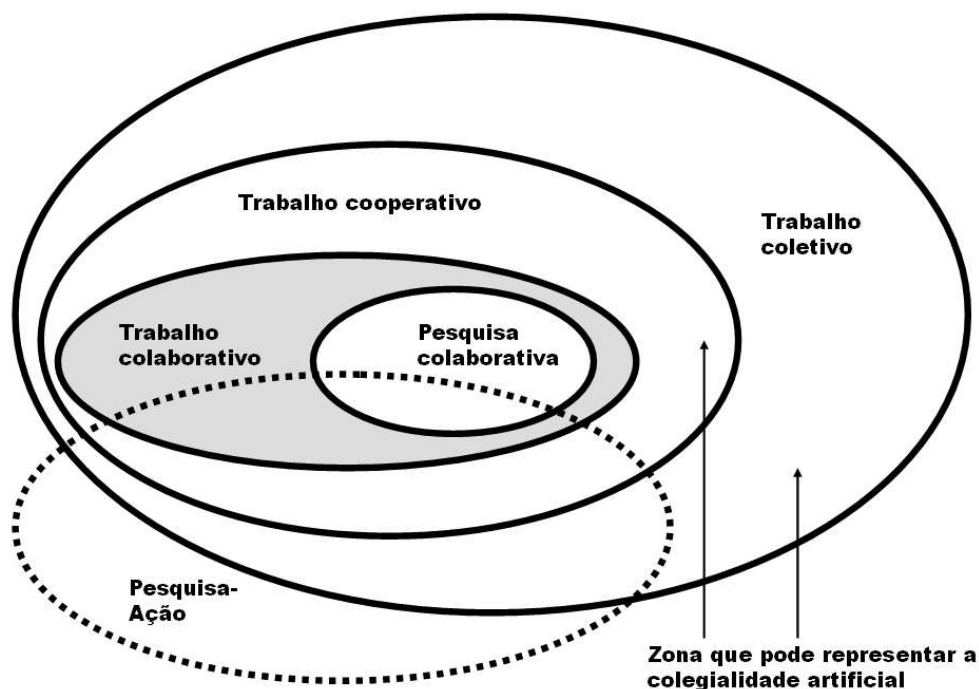 Trabalho cooperativo
Trabalho
coletivo
Trabalho
colaborativo
Pesquisa
colaborativa
Pesquisa-
Ação
Zona que pode representar a
colegialidade artificial